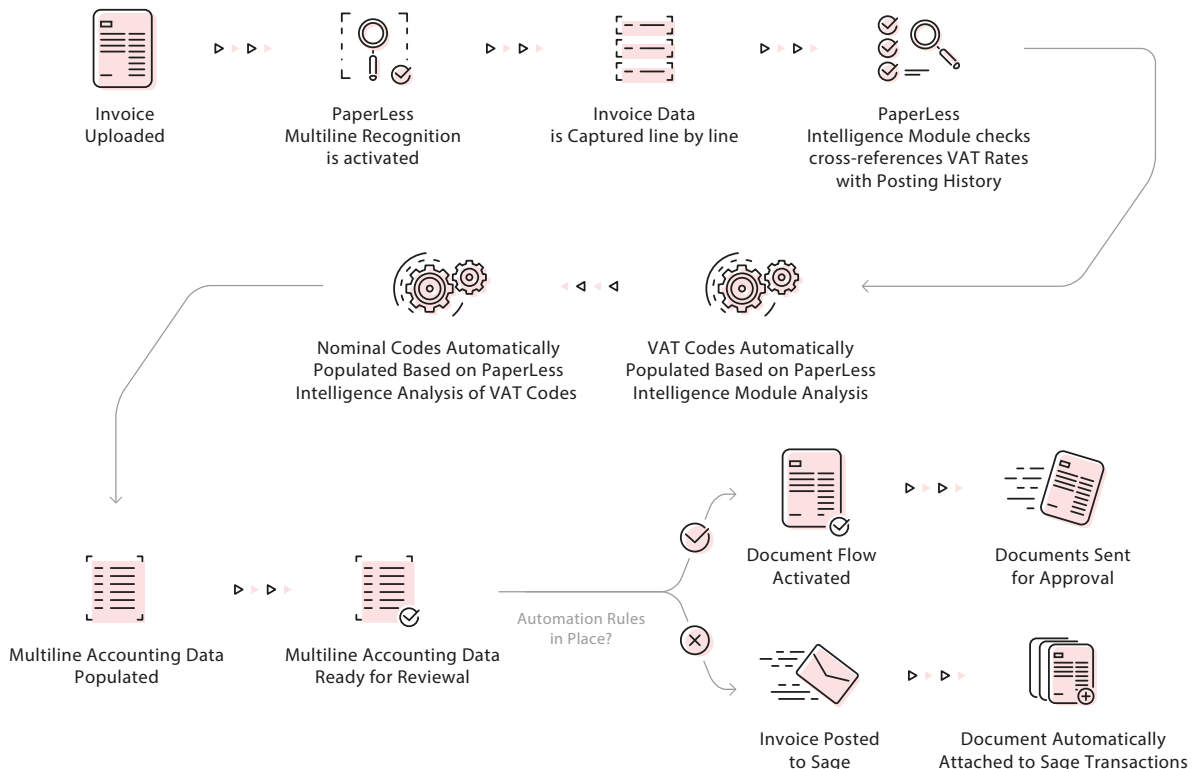 Invoice
Uploaded
PaperLess
Multiline Recognition
is activated
Invoice Data
is Captured line by line
PaperLess
Intelligence Module checks
cross-references VAT Rates
with Posting History
Nominal Codes Automatically
Populated Based on PaperLess
Intelligence Analysis of VAT Codes
VAT Codes Automatically
Populated Based on PaperLess
Intelligence Module Analysis
Multiline Accounting Data
Populated
Multiline Accounting Data
Ready for Reviewal
Automation Rules
in Place?
Document Flow
Activated
Documents Sent
for Approval
Invoice Posted
to Sage
Document Automatically
Attached to Sage Transactions